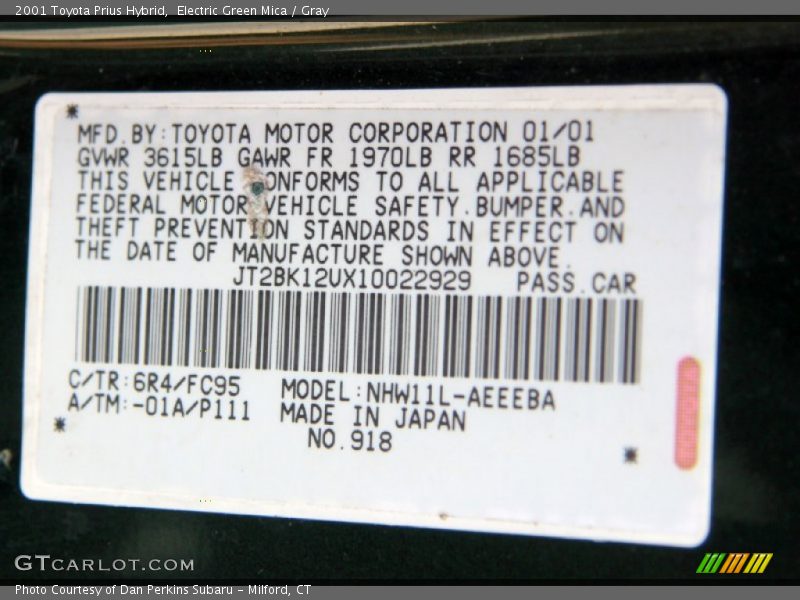 2001 Toyota Prius Hybrid,  Electric Green Mica / Gray
MFD.BY:TOYOTA MOTOR CORPORATION 01/01
GVWR 3615LB GAWR FR 1970LB RR 1685LB
THIS VEHICLE CONFORMS TO ALL APPLICABLE
FEDERAL MOTOR VEHICLE SAFETY.BUMPER.AND
THEFT PREVENTION STANDARDS IN EFFECT ON
THE DATE OF MANUFACTURE SHOWN ABOVE.
JT2BK12UX10022929 PASS.CAR
C/TR:6R4/FC95 MODEL:NHW11L-AEEEBA
A/TM:-01A/P111 MADE IN JAPAN
NO.918
GTCARLOT.COM
Photo Courtesy of Dan Perkins Subaru - Milford, CT